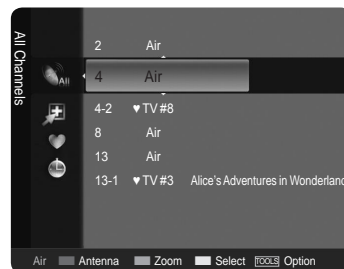 All Channels
2 Air
All
4 Air
4-2 ♥ TV #8
8 Air
13 Air
13-1 ♥ TV #3 Alice's Adventures in Wonderland
Air Antenna Zoom Select TOOLS Option